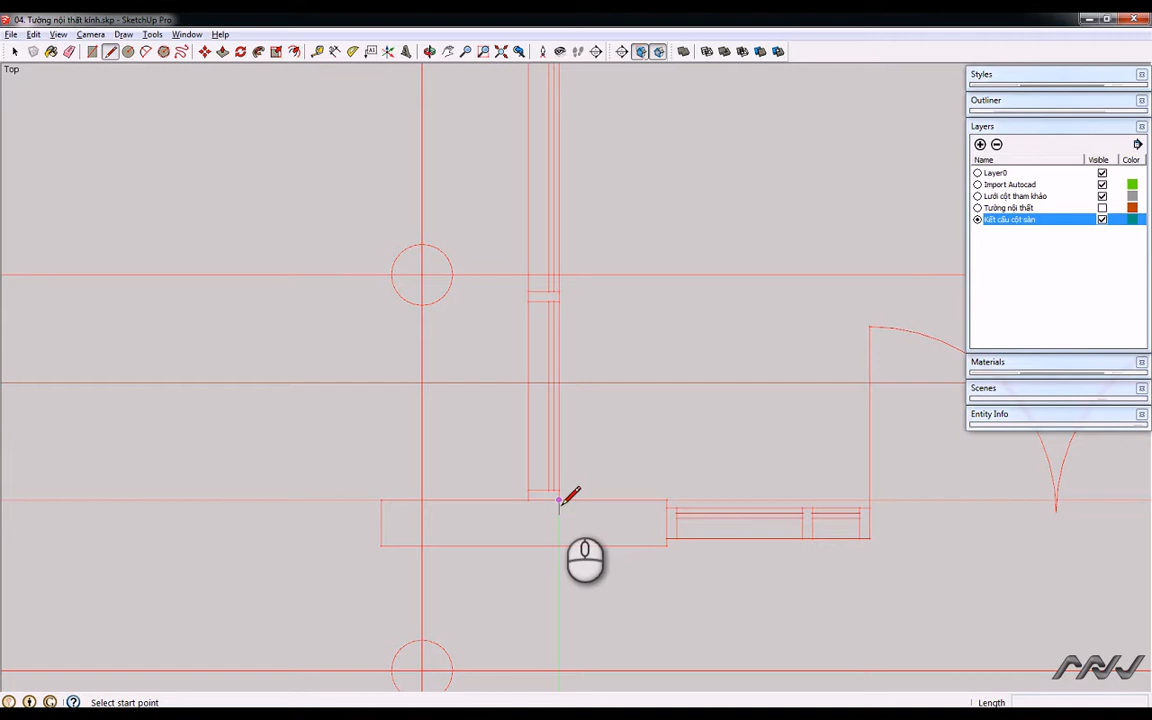 04. Tường nội thất kính.skp - SketchUp Pro
File Edit View Camera Draw Tools Window Help
Top
Styles
Outliner
Layers
Name Visible Color
Layer0
Import Autocad
Lưới cột tham khảo
Tường nội thất
Kết cấu cột sàn
Materials
Scenes
Entity Info
Select start point
Length